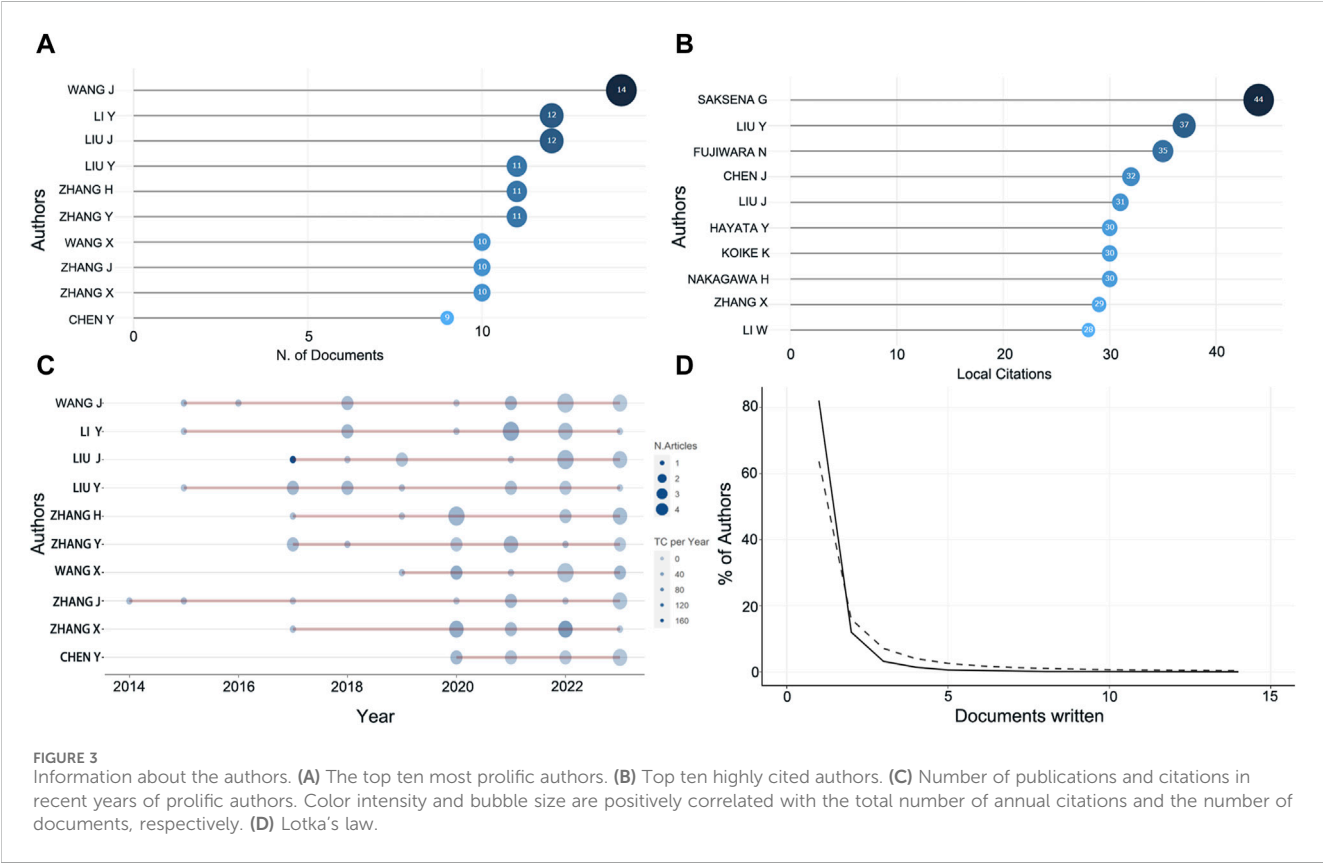 A
WANG J
14
LI Y
12
LIU J
12
LIU Y
11
ZHANG H
11
ZHANG Y
11
WANG X
10
ZHANG J
10
ZHANG X
10
CHEN Y
9
Authors
0 5 10
N. of Documents
B
SAKSENA G
44
LIU Y
37
FUJIWARA N
35
CHEN J
32
LIU J
31
HAYATA Y
30
KOIKE K
30
NAKAGAWA H
30
ZHANG X
29
LI W
28
Authors
0 10 20 30 40
Local Citations
C
WANG J
LI Y
LIU J
LIU Y
ZHANG H
ZHANG Y
WANG X
ZHANG J
ZHANG X
CHEN Y
Authors
2014 2016 2018 2020 2022
Year
N.Articles
1
2
3
4
TC per Year
0
40
80
120
160
D
80
60
40
20
0
% of Authors
0 5 10 15
Documents written
FIGURE 3
Information about the authors. (A) The top ten most prolific authors. (B) Top ten highly cited authors. (C) Number of publications and citations in
recent years of prolific authors. Color intensity and bubble size are positively correlated with the total number of annual citations and the number of
documents, respectively. (D) Lotka's law.